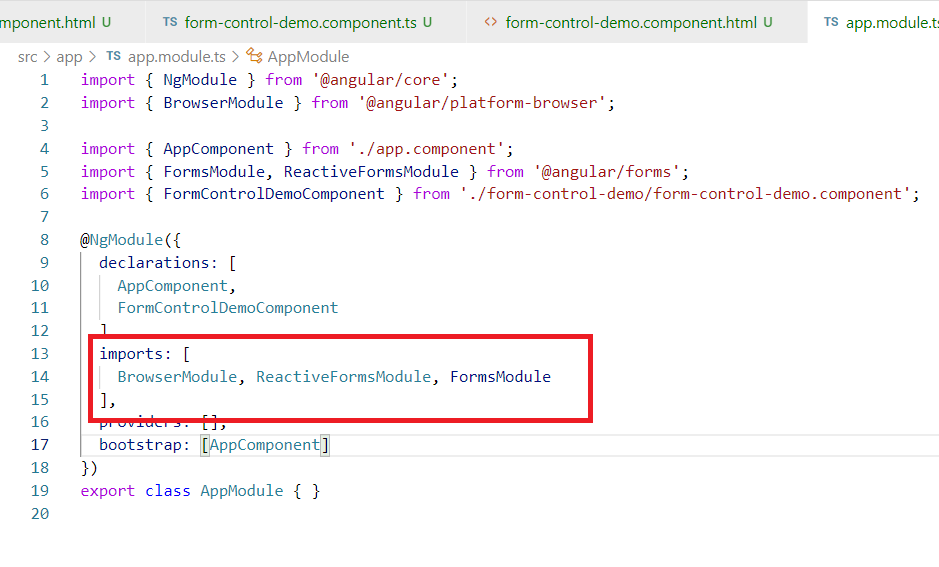 mponent.html U TS form-control-demo.component.ts U <> form-control-demo.component.html U TS app.module.ts
src > app > TS app.module.ts > AppModule
1 import { NgModule } from '@angular/core';
2 import { BrowserModule } from '@angular/platform-browser';
3
4 import { AppComponent } from './app.component';
5 import { FormsModule, ReactiveFormsModule } from '@angular/forms';
6 import { FormControlDemoComponent } from './form-control-demo/form-control-demo.component';
7
8 @NgModule({
9 declarations: [
10 AppComponent,
11 FormControlDemoComponent
12 ]
13 imports: [
14 BrowserModule, ReactiveFormsModule, FormsModule
15 ],
16 providers: [],
17 bootstrap: [AppComponent]
18 })
19 export class AppModule { }
20